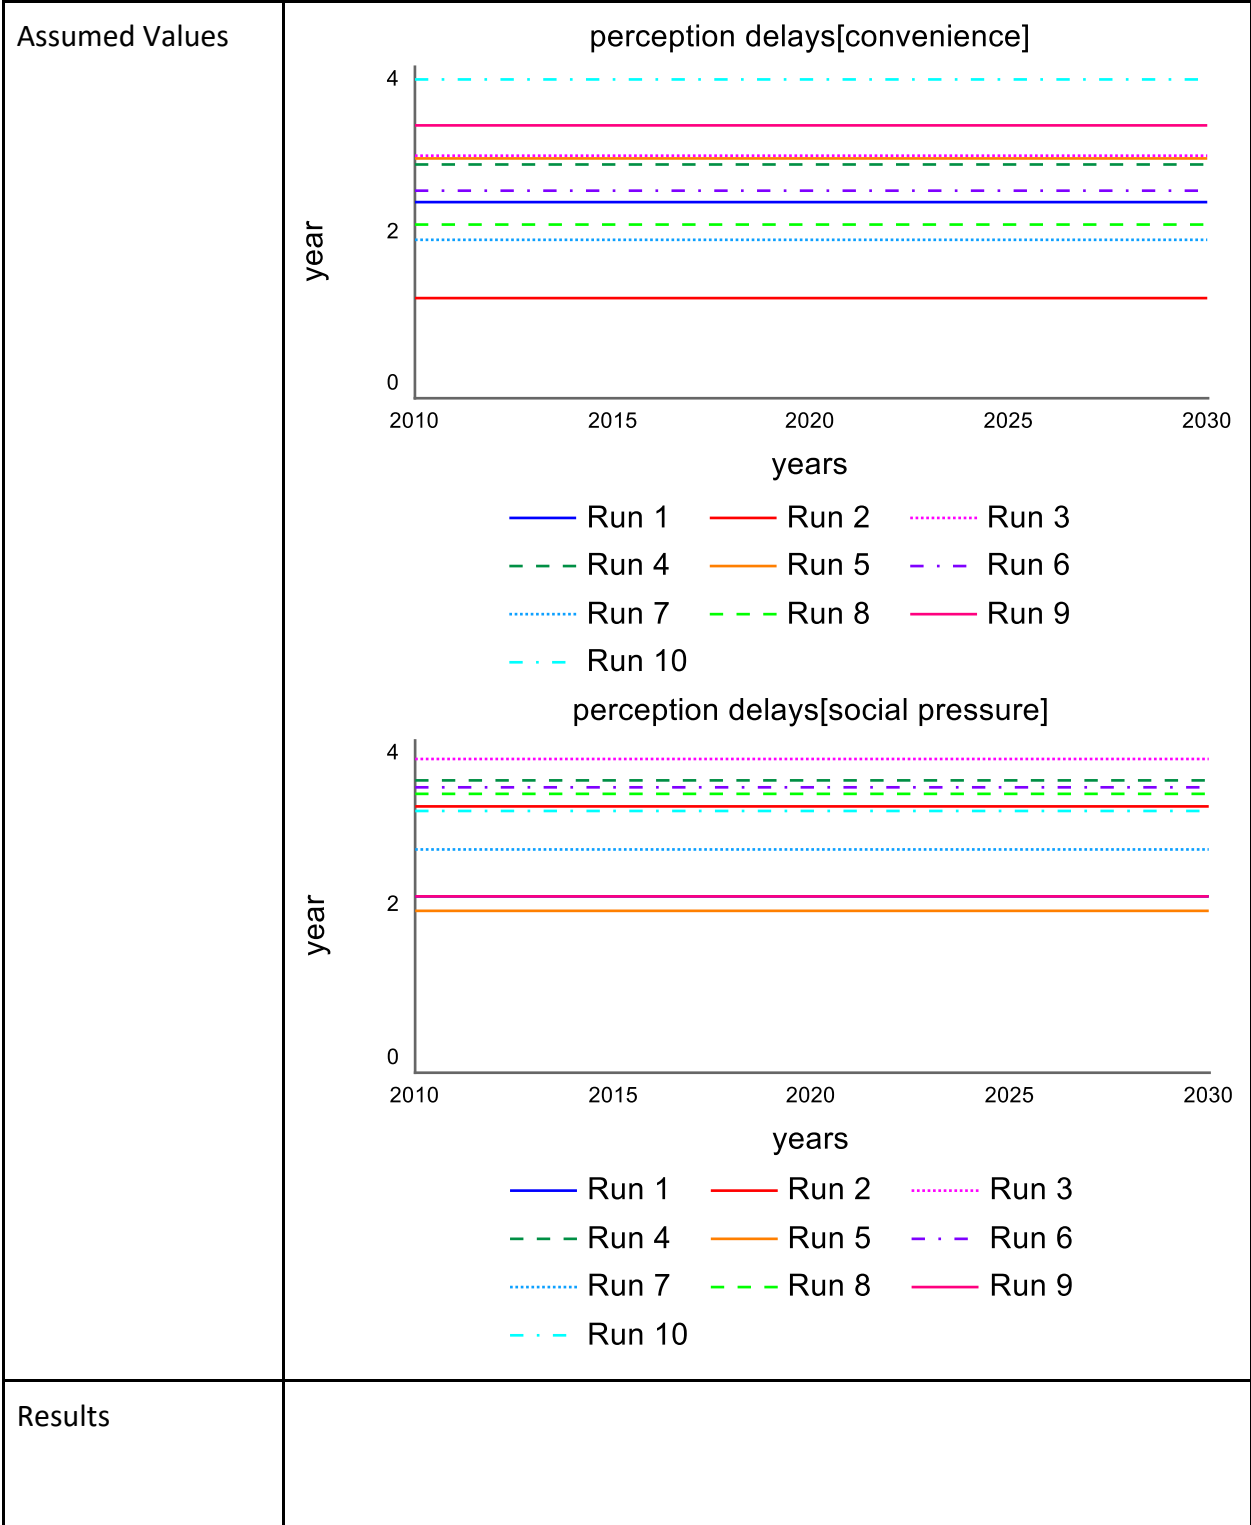 Assumed Values
perception delays[convenience]
4
2
0
year
2010 2015 2020 2025 2030
years
Run 1 Run 2 Run 3
Run 4 Run 5 Run 6
Run 7 Run 8 Run 9
Run 10
perception delays[social pressure]
4
2
0
year
2010 2015 2020 2025 2030
years
Run 1 Run 2 Run 3
Run 4 Run 5 Run 6
Run 7 Run 8 Run 9
Run 10
Results